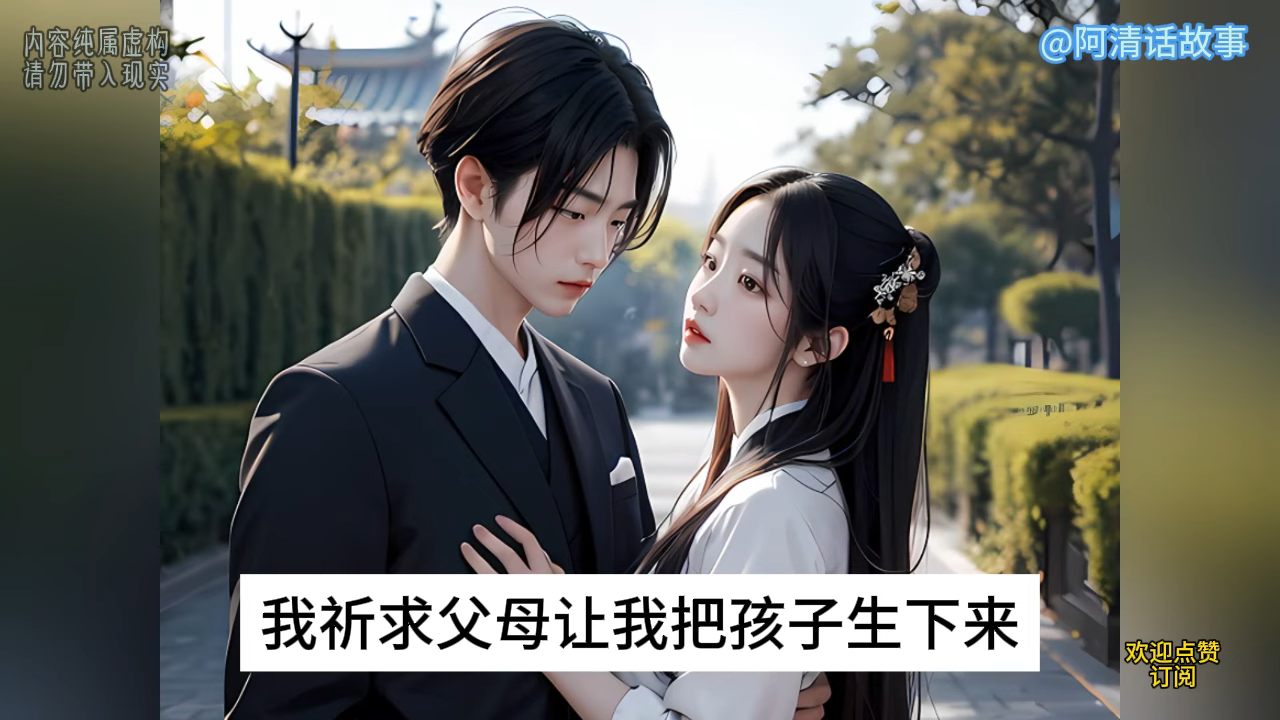 内容纯属虚构
请勿带入现实
@阿清话故事
我祈求父母让我把孩子生下来
欢迎点赞
订阅